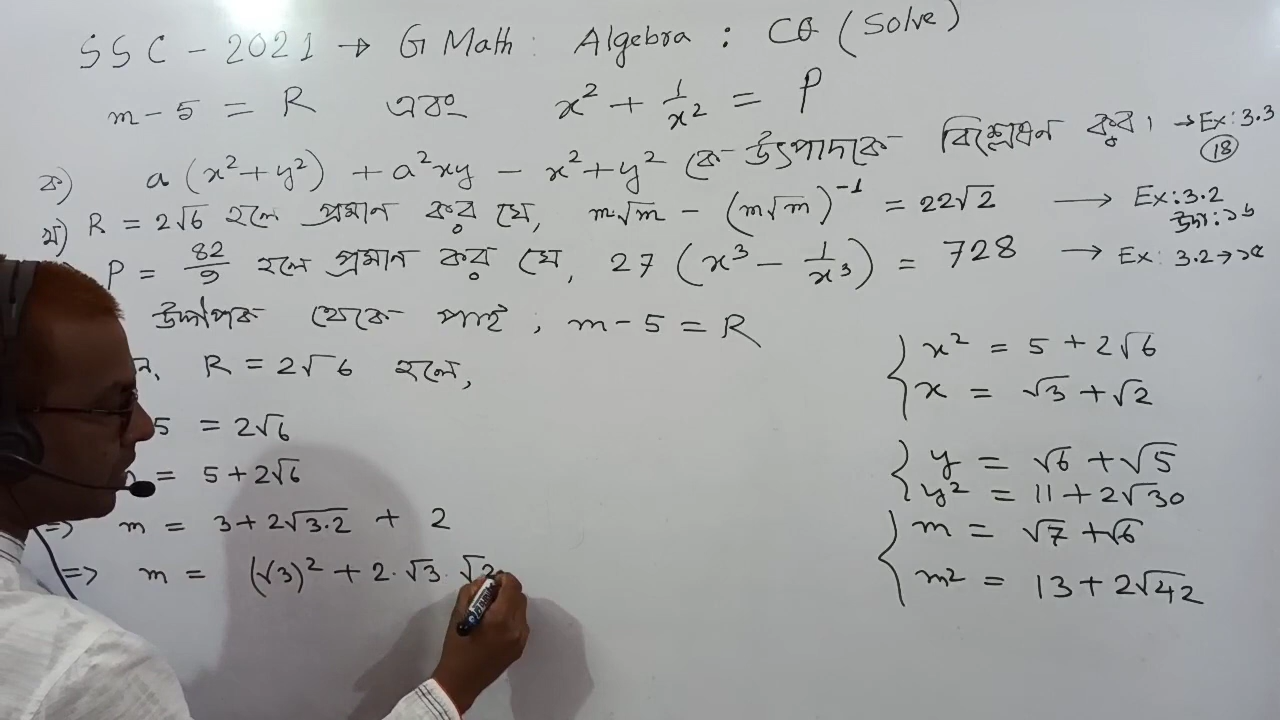 SSC - 2021 → G Math : Algebra : CQ (Solve)
m - 5 = R এবং x² + 1/x² = P
ক) a (x² + y²) + a²xy - x² + y² কে উৎপাদকে বিশ্লেষন কর। → Ex: 3.3
18
খ) R = 2√6 হলে প্রমান কর যে, m√m - (m√m)⁻¹ = 22√2 → Ex: 3.2
উদা: ১৬
P = 82/9 হলে প্রমান কর যে, 27 (x³ - 1/x³) = 728 → Ex: 3.2 → ১৫
উদ্দীপক থেকে পাই, m - 5 = R
R = 2√6 হলে,
5 = 2√6
= 5 + 2√6
=> m = 3 + 2√3.2 + 2
=> m = (√3)² + 2.√3.√2
x² = 5 + 2√6
x = √3 + √2
y = √6 + √5
y² = 11 + 2√30
m = √7 + √6
m² = 13 + 2√42